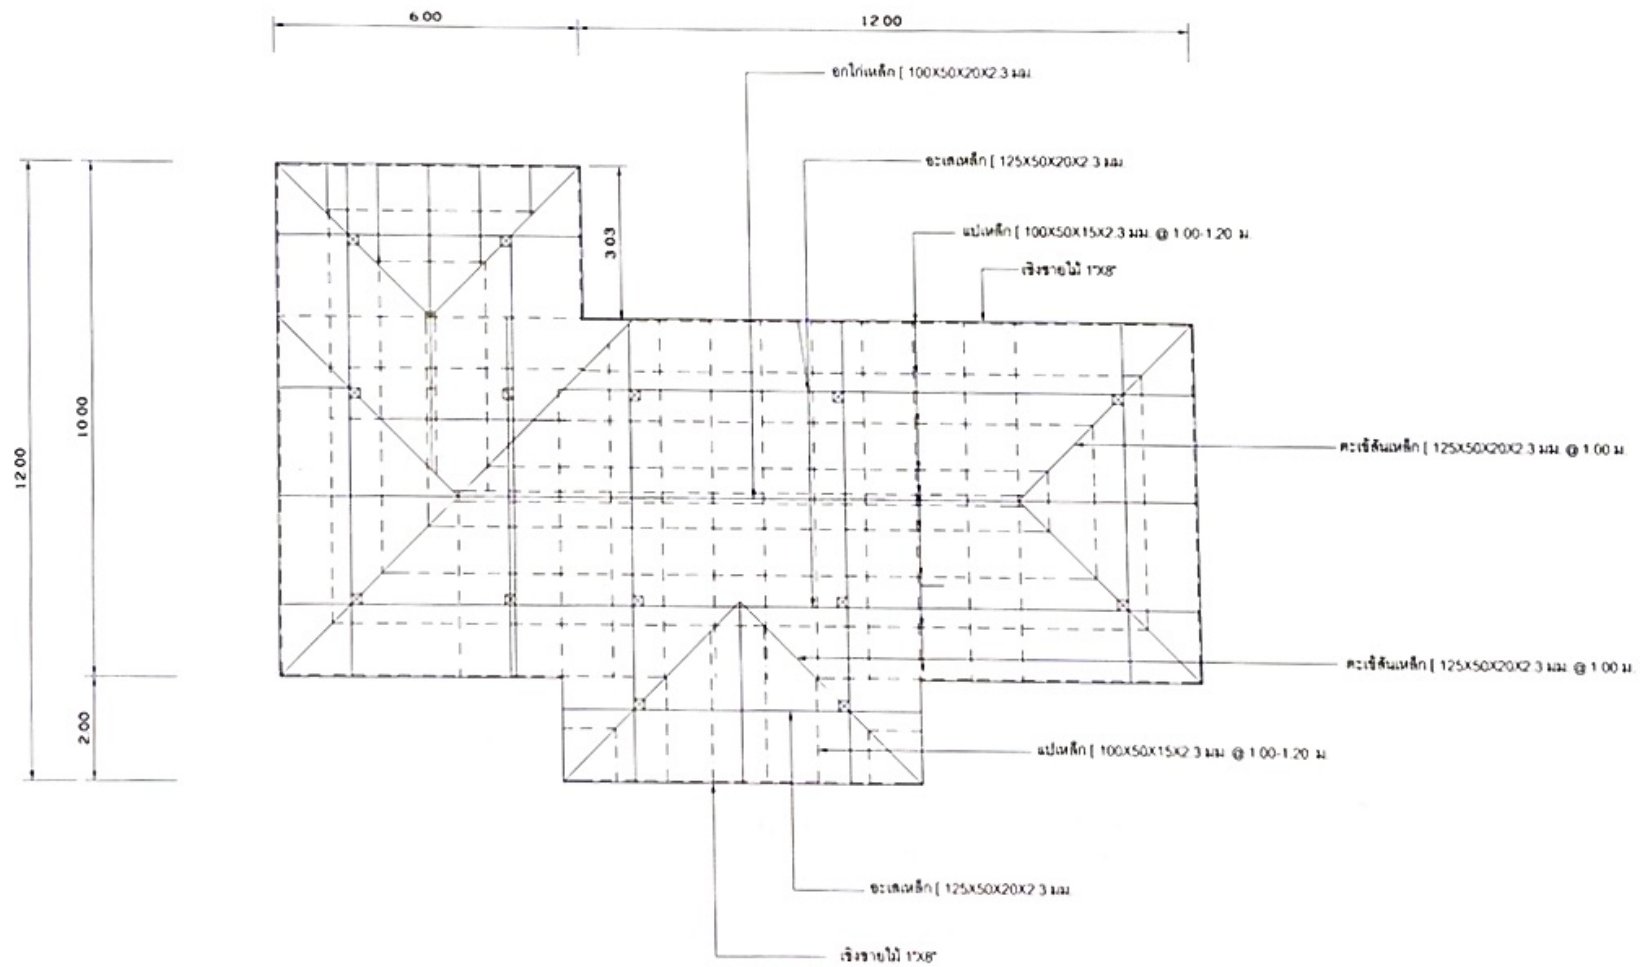 6.00
12.00
อกไก่เหล็ก [ 100X50X20X2.3 มม.
อะเสเหล็ก [ 125X50X20X2.3 มม.
แปเหล็ก [ 100X50X15X2.3 มม. @ 1.00-1.20 ม.
เชิงชายไม้ 1"X8"
3.03
10.00
12.00
ตะเข้สันเหล็ก [ 125X50X20X2.3 มม. @ 1.00 ม.
ตะเข้สันเหล็ก [ 125X50X20X2.3 มม. @ 1.00 ม.
2.00
แปเหล็ก [ 100X50X15X2.3 มม. @ 1.00-1.20 ม.
อะเสเหล็ก [ 125X50X20X2.3 มม.
เชิงชายไม้ 1"X8"